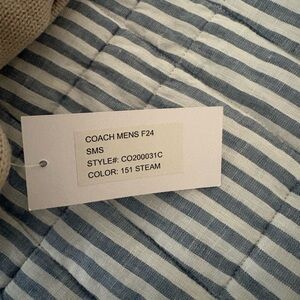 COACH MENS F24
SMS
STYLE#: CO200031C
COLOR: 151 STEAM